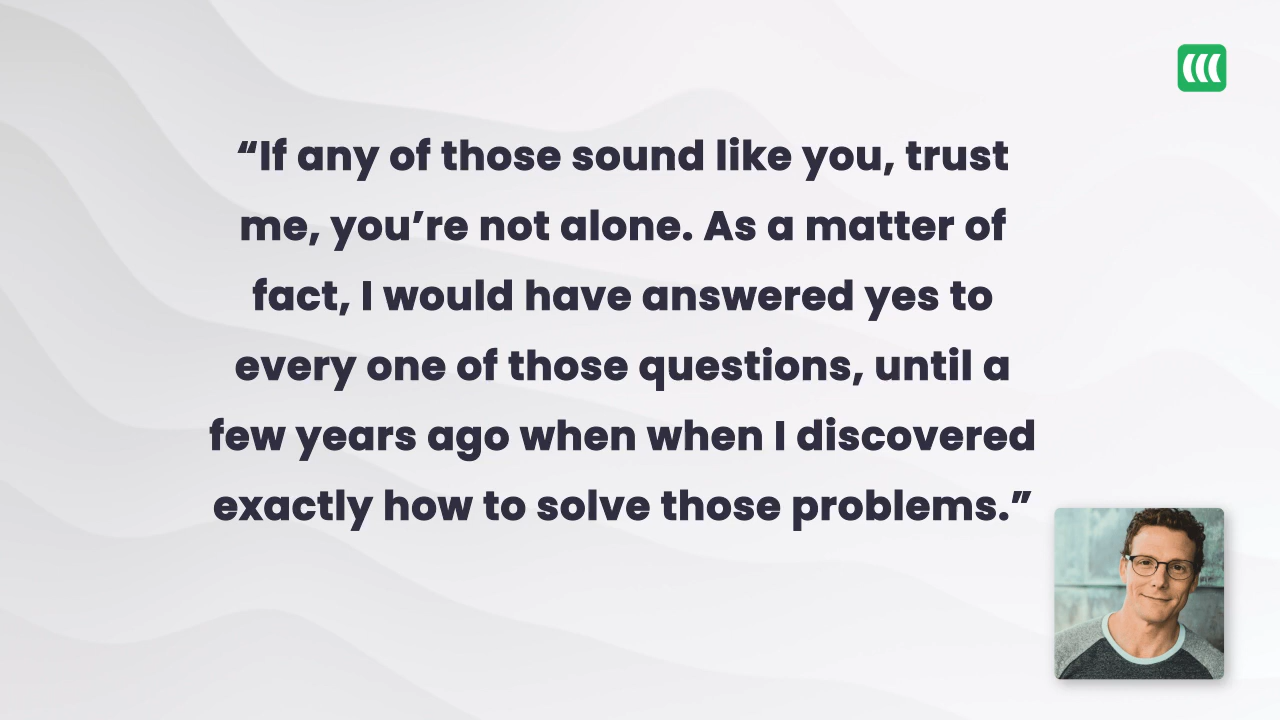 “If any of those sound like you, trust
me, you’re not alone. As a matter of
fact, I would have answered yes to
every one of those questions, until a
few years ago when when I discovered
exactly how to solve those problems.”